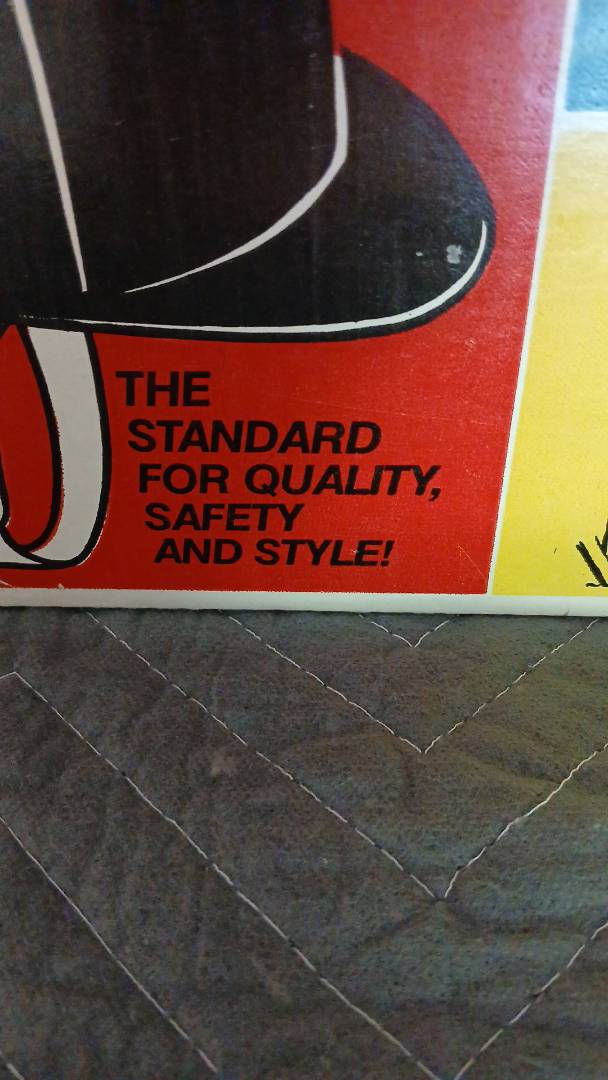 THE
STANDARD
FOR QUALITY,
SAFETY
AND STYLE!